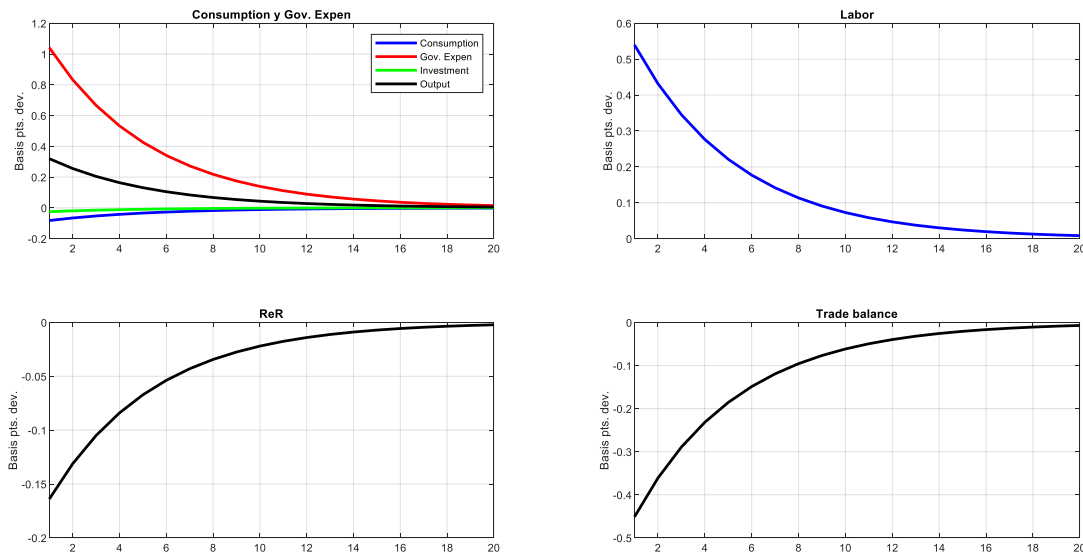 Consumption y Gov. Expen
1.2
1
0.8
0.6
0.4
0.2
0
-0.2
Basis pts. dev.
Consumption
Gov. Expen
Investment
Output
2 4 6 8 10 12 14 16 18 20
Labor
0.6
0.5
0.4
0.3
0.2
0.1
0
Basis pts. dev.
2 4 6 8 10 12 14 16 18 20
ReR
0
-0.05
-0.1
-0.15
-0.2
Basis pts. dev.
2 4 6 8 10 12 14 16 18 20
Trade balance
0
-0.1
-0.2
-0.3
-0.4
-0.5
Basis pts. dev.
2 4 6 8 10 12 14 16 18 20